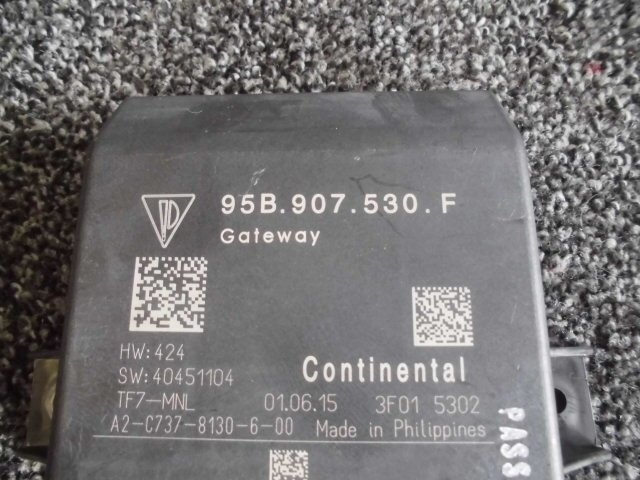 95B.907.530.F
Gateway
HW:424
SW:40451104
Continental
TF7-MNL 01.06.15 3F01 5302
A2-C737-8130-6-00 Made in Philippines
PASS